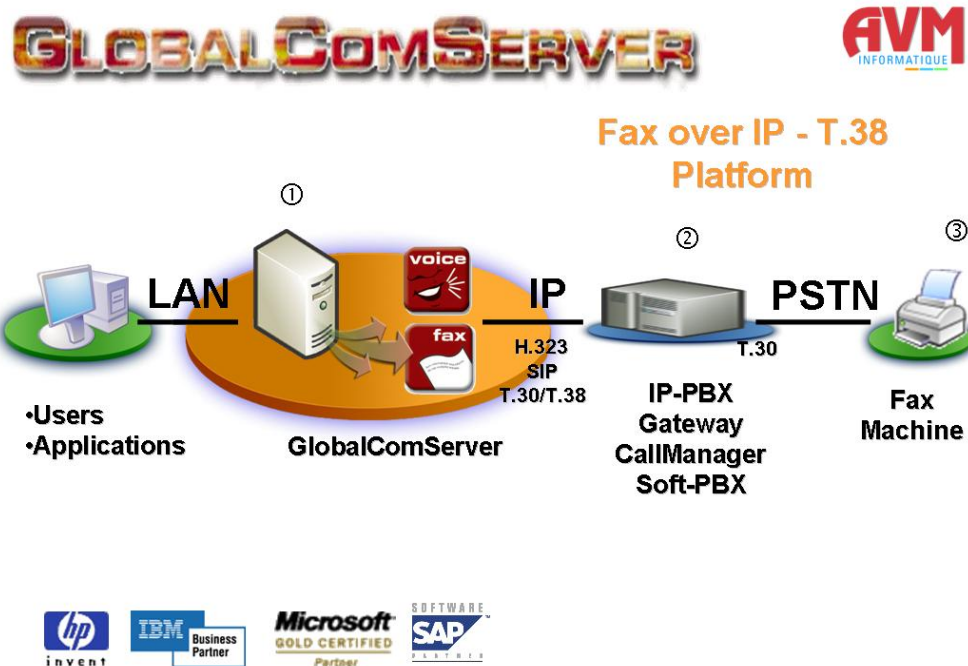 GLOBALCOMSERVER
AVM
INFORMATIQUE
Fax over IP - T.38
Platform
①
②
③
voice
LAN
IP
PSTN
fax
H.323
SIP
T.30/T.38
T.30
•Users
•Applications
GlobalComServer
IP-PBX
Gateway
CallManager
Soft-PBX
Fax
Machine
hp
invent
IBM
Business
Partner
Microsoft
GOLD CERTIFIED
Partner
SOFTWARE
SAP
PARTNER